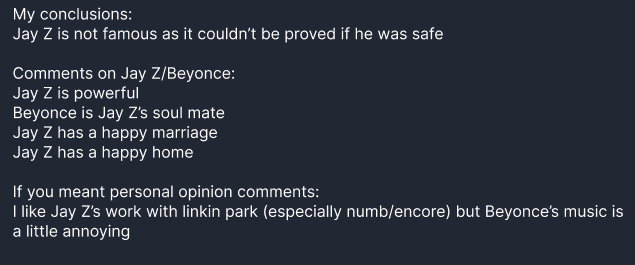 My conclusions:
Jay Z is not famous as it couldn’t be proved if he was safe
Comments on Jay Z/Beyonce:
Jay Z is powerful
Beyonce is Jay Z’s soul mate
Jay Z has a happy marriage
Jay Z has a happy home
If you meant personal opinion comments:
I like Jay Z’s work with linkin park (especially numb/encore) but Beyonce’s music is
a little annoying